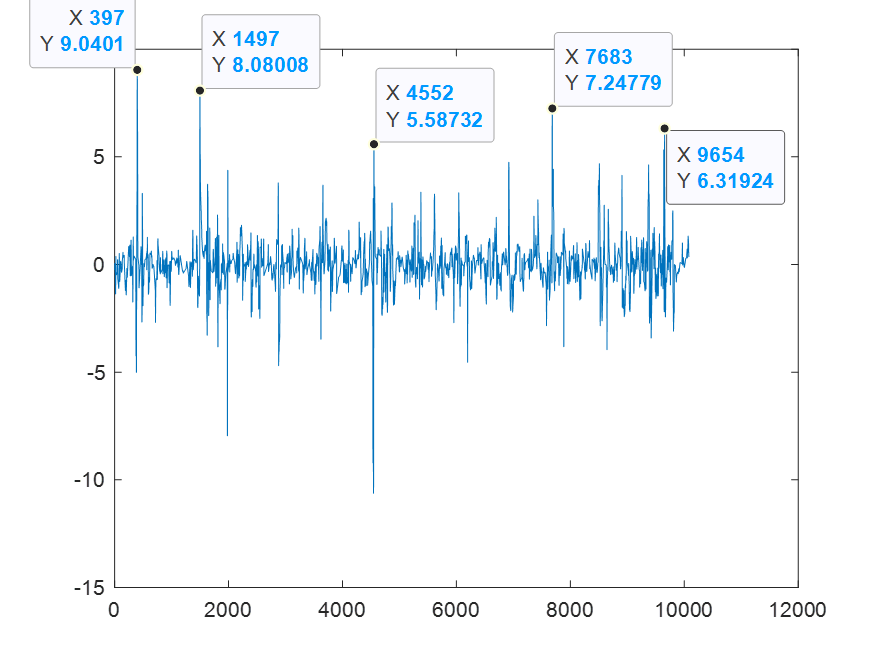 X 397
Y 9.0401
X 1497
Y 8.08008
X 4552
Y 5.58732
X 7683
Y 7.24779
X 9654
Y 6.31924
5
0
-5
-10
-15
0 2000 4000 6000 8000 10000 12000